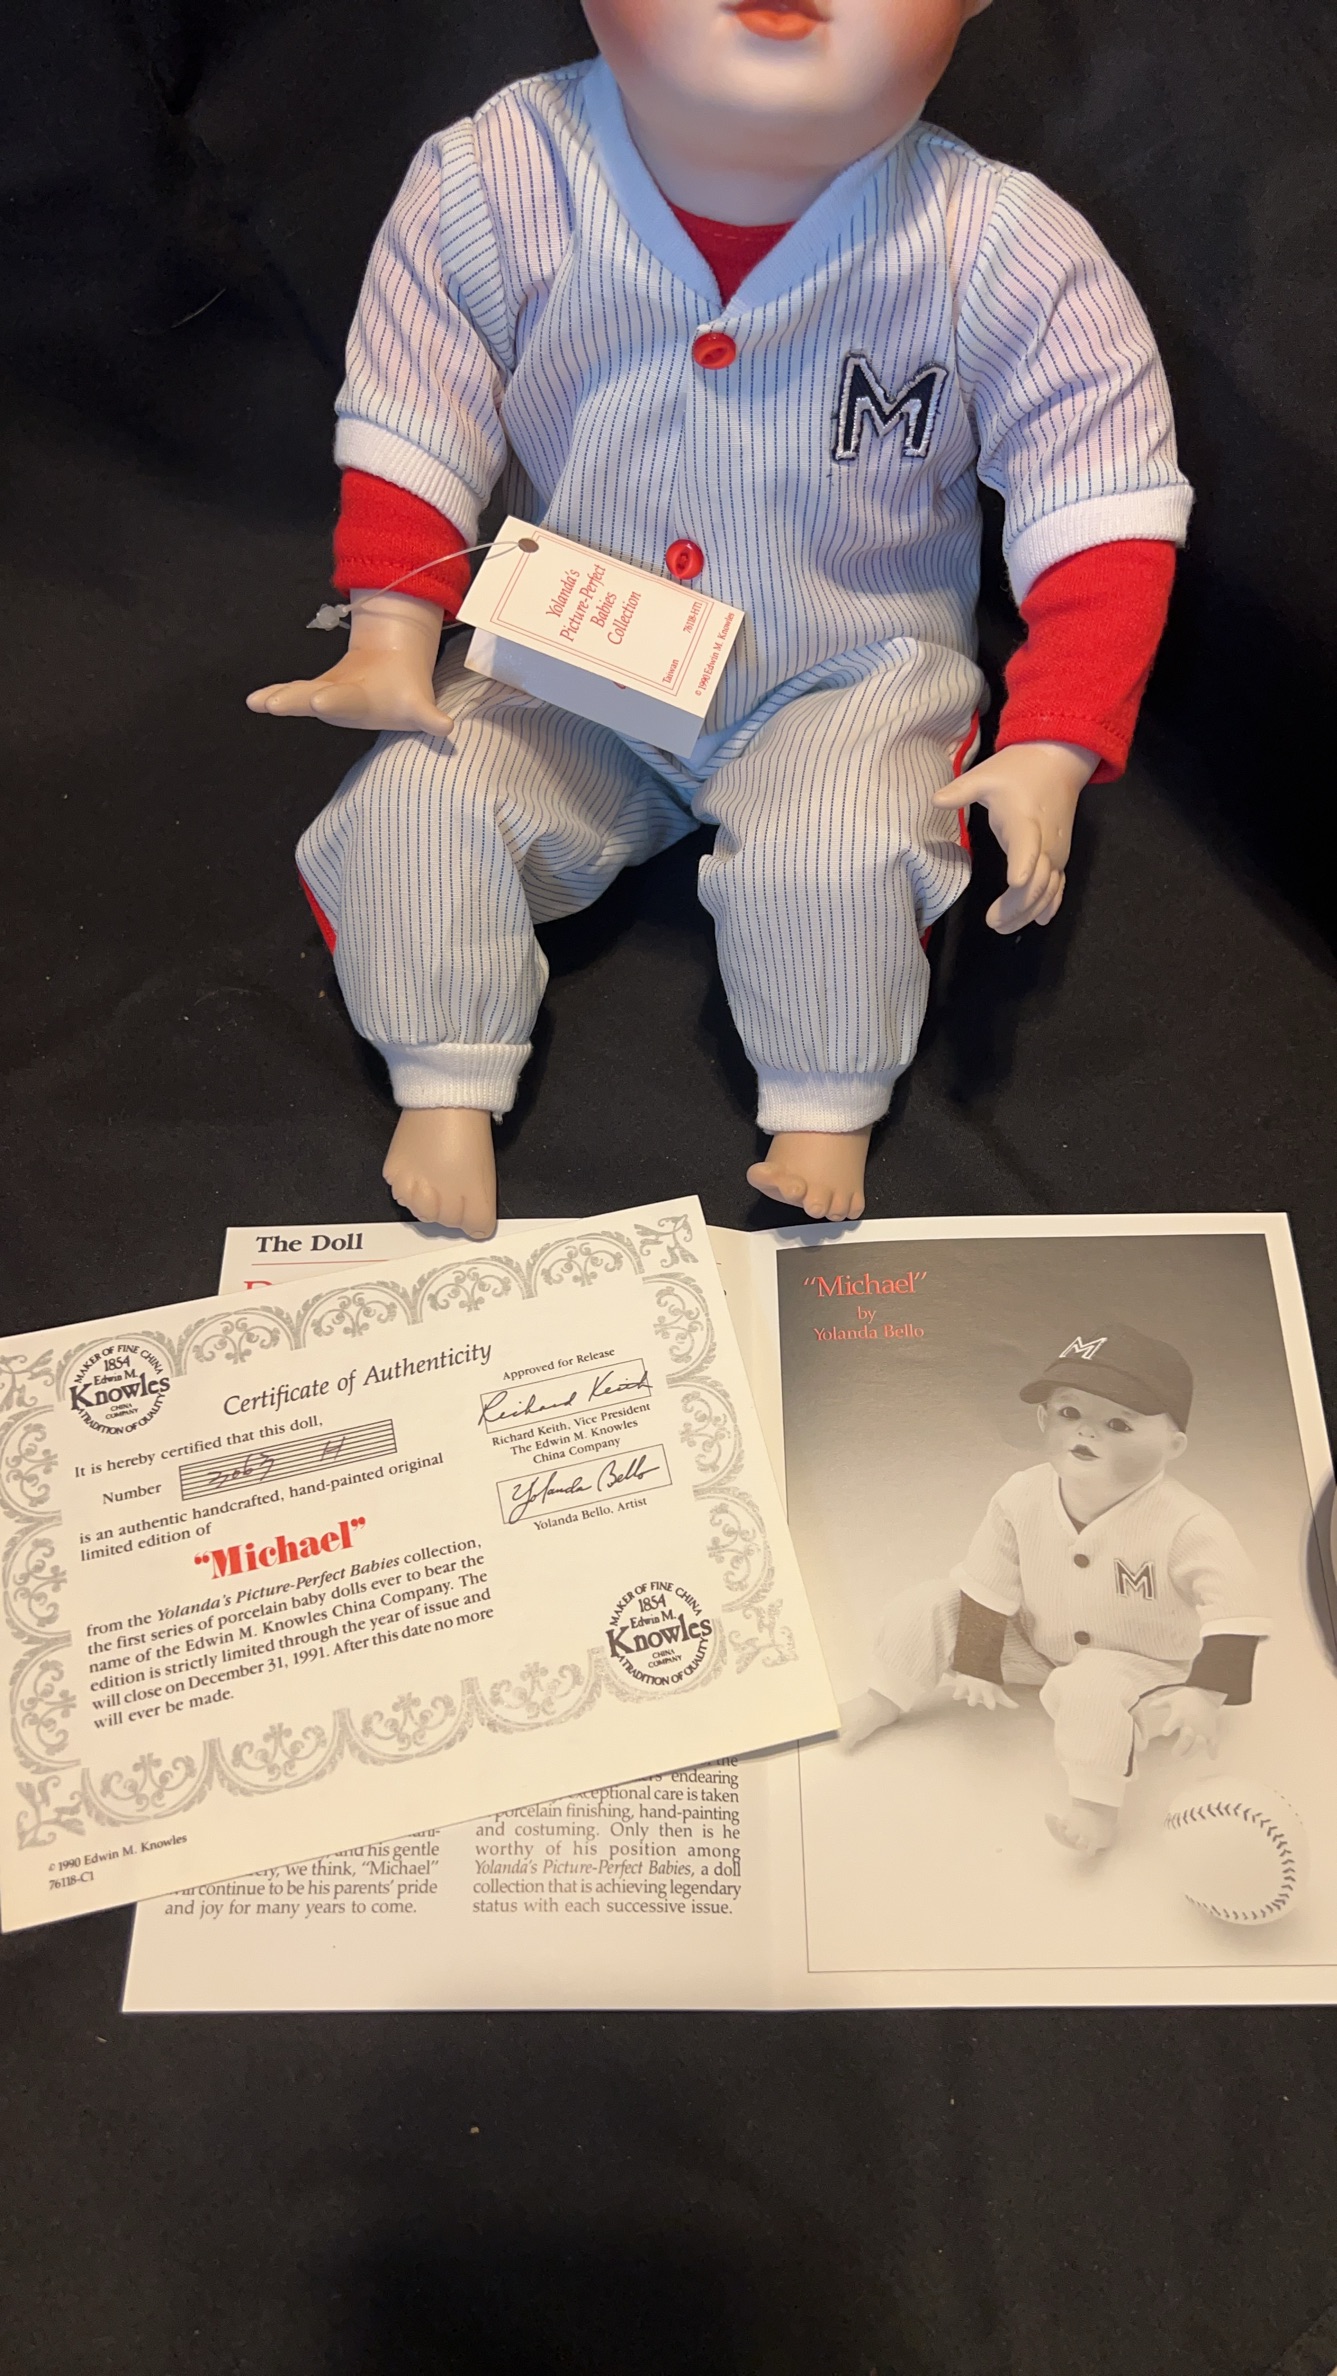 M
Yolanda's
Picture-Perfect
Babies
Collection
Taiwan
76118-HT1
© 1990 Edwin M. Knowles
The Doll
MAKER OF FINE CHINA
1854
Edwin M.
Knowles
CHINA
COMPANY
A TRADITION OF QUALITY
Certificate of Authenticity
It is hereby certified that this doll,
Number 3063 H
is an authentic handcrafted, hand-painted original
limited edition of
"Michael"
from the Yolanda's Picture-Perfect Babies collection,
the first series of porcelain baby dolls ever to bear the
name of the Edwin M. Knowles China Company. The
edition is strictly limited through the year of issue and
will close on December 31, 1991. After this date no more
will ever be made.
Approved for Release
Richard Keith
Richard Keith, Vice President
The Edwin M. Knowles
China Company
Yolanda Bello
Yolanda Bello, Artist
MAKER OF FINE CHINA
1854
Edwin M.
Knowles
CHINA
COMPANY
A TRADITION OF QUALITY
© 1990 Edwin M. Knowles
76118-C1
and his gentle
we think, "Michael"
continue to be his parents' pride
and joy for many years to come.
the
endearing
care is taken
porcelain finishing, hand-painting
and costuming. Only then is he
worthy of his position among
Yolanda's Picture-Perfect Babies, a doll
collection that is achieving legendary
status with each successive issue.
"Michael"
by
Yolanda Bello
M
M